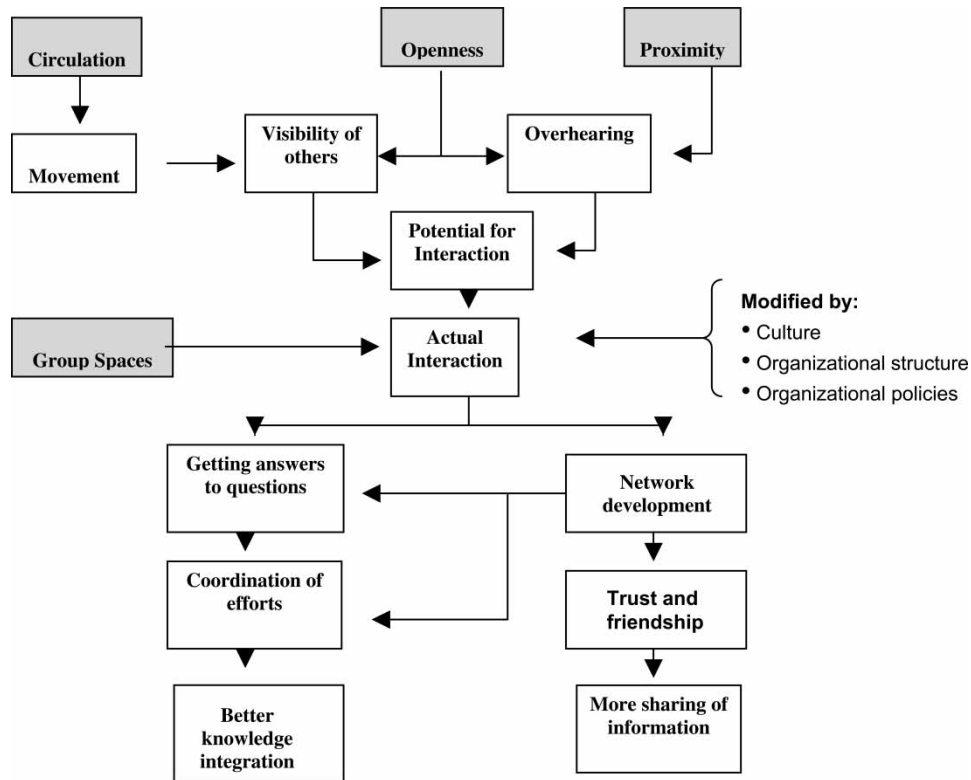 Circulation
Openness
Proximity
Movement
Visibility of
others
Overhearing
Potential for
Interaction
Group Spaces
Actual
Interaction
Modified by:
• Culture
• Organizational structure
• Organizational policies
Getting answers
to questions
Network
development
Coordination of
efforts
Trust and
friendship
Better
knowledge
integration
More sharing of
information